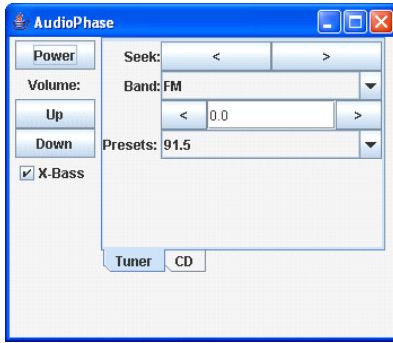 AudioPhase
Power
Seek: < >
Volume:
Band: FM
Up
< 0.0 >
Down
Presets: 91.5
X-Bass
Tuner CD